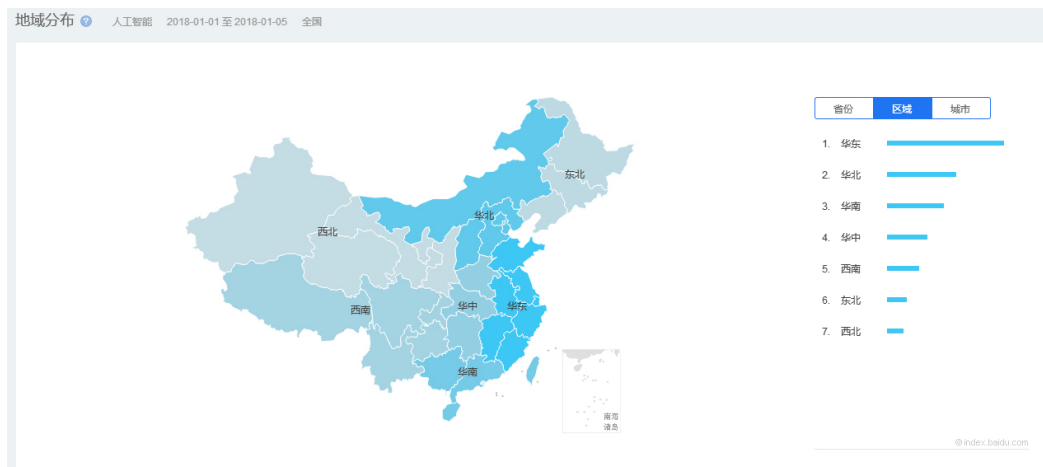 地域分布 ? 人工智能 2018-01-01 至 2018-01-05 全国
省份 区域 城市
1. 华东
2. 华北
3. 华南
4. 华中
5. 西南
6. 东北
7. 西北
东北
华北
西北
西南
华中
华东
华南
南海
诸岛
@index.baidu.com